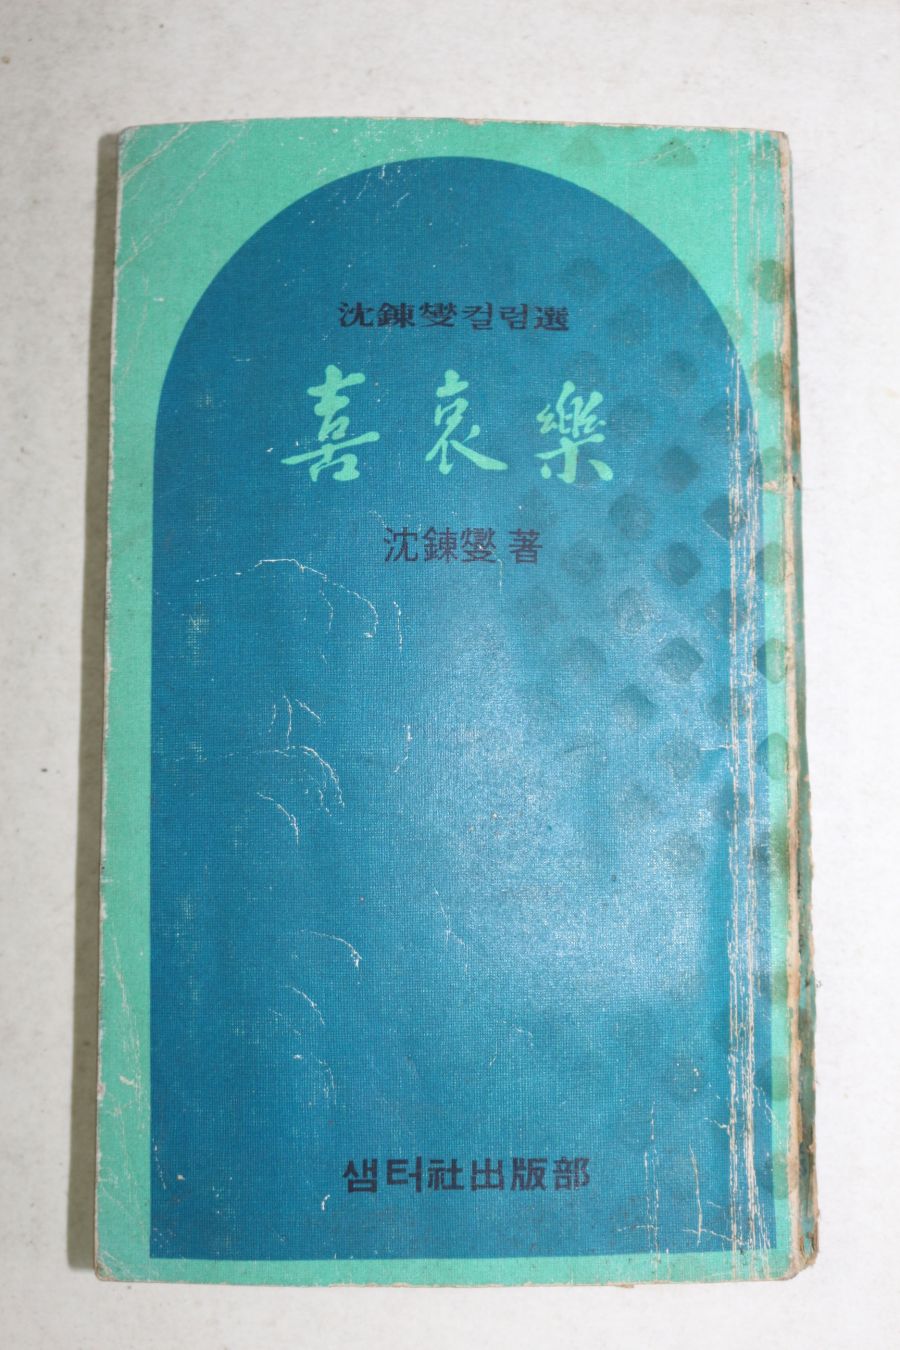 沈鍊燮컬럼選
喜哀樂
沈鍊燮 著
샘터社出版部